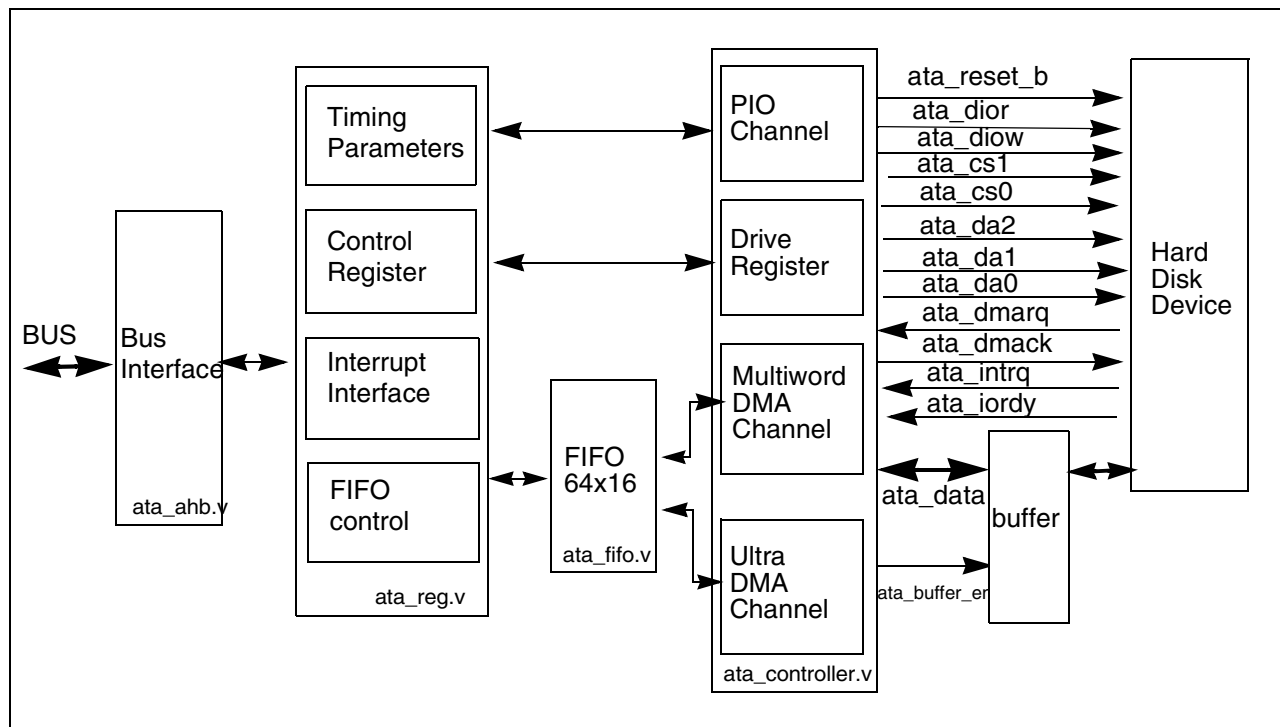 BUS
Bus
Interface
ata_ahb.v
Timing
Parameters
Control
Register
Interrupt
Interface
FIFO
control
ata_reg.v
FIFO
64x16
ata_fifo.v
PIO
Channel
Drive
Register
Multiword
DMA
Channel
Ultra
DMA
Channel
ata_controller.v
ata_reset_b
ata_dior
ata_diow
ata_cs1
ata_cs0
ata_da2
ata_da1
ata_da0
ata_dmarq
ata_dmack
ata_intrq
ata_iordy
ata_data
ata_buffer_en
buffer
Hard
Disk
Device